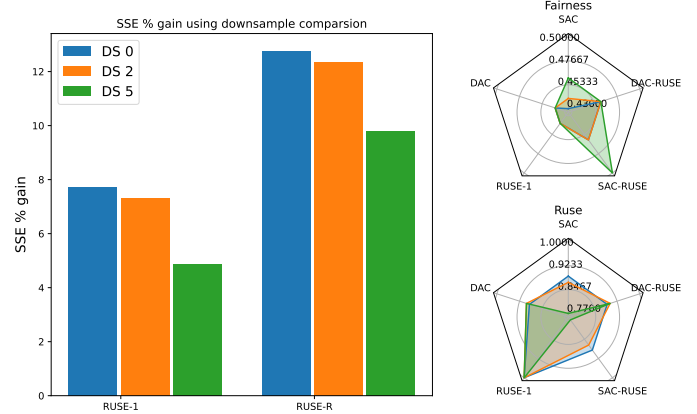 SSE % gain using downsample comparsion
SSE % gain
12
10
8
6
4
2
0
DS 0
DS 2
DS 5
RUSE-1
RUSE-R
Fairness
SAC
0.50000
0.47667
0.45333
0.43000
DAC
DAC-RUSE
RUSE-1
SAC-RUSE
Ruse
SAC
1.0000
0.9233
0.8467
0.7700
DAC
DAC-RUSE
RUSE-1
SAC-RUSE